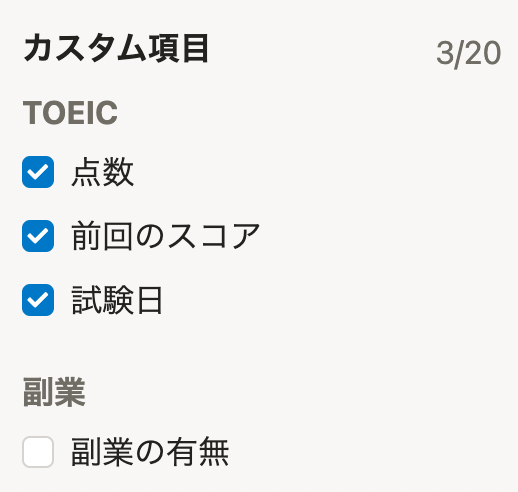 カスタム項目 3/20
TOEIC
点数
前回のスコア
試験日
副業
副業の有無